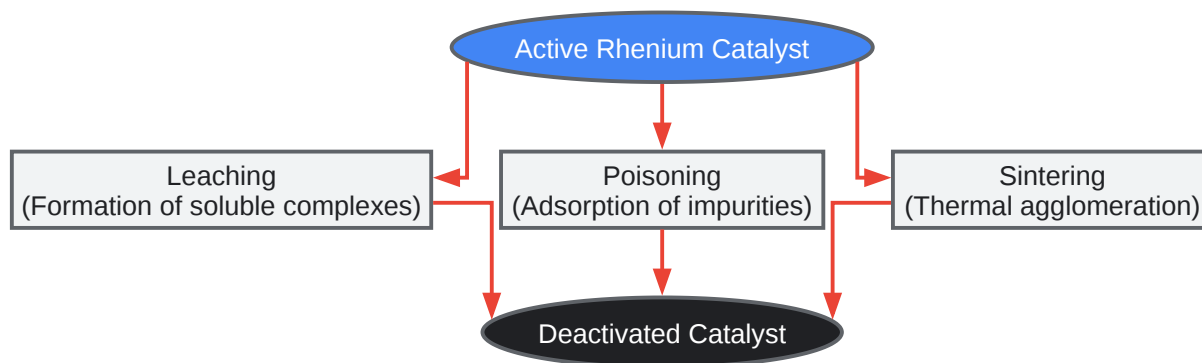 Active Rhenium Catalyst
Leaching
(Formation of soluble complexes)
Poisoning
(Adsorption of impurities)
Sintering
(Thermal agglomeration)
Deactivated Catalyst